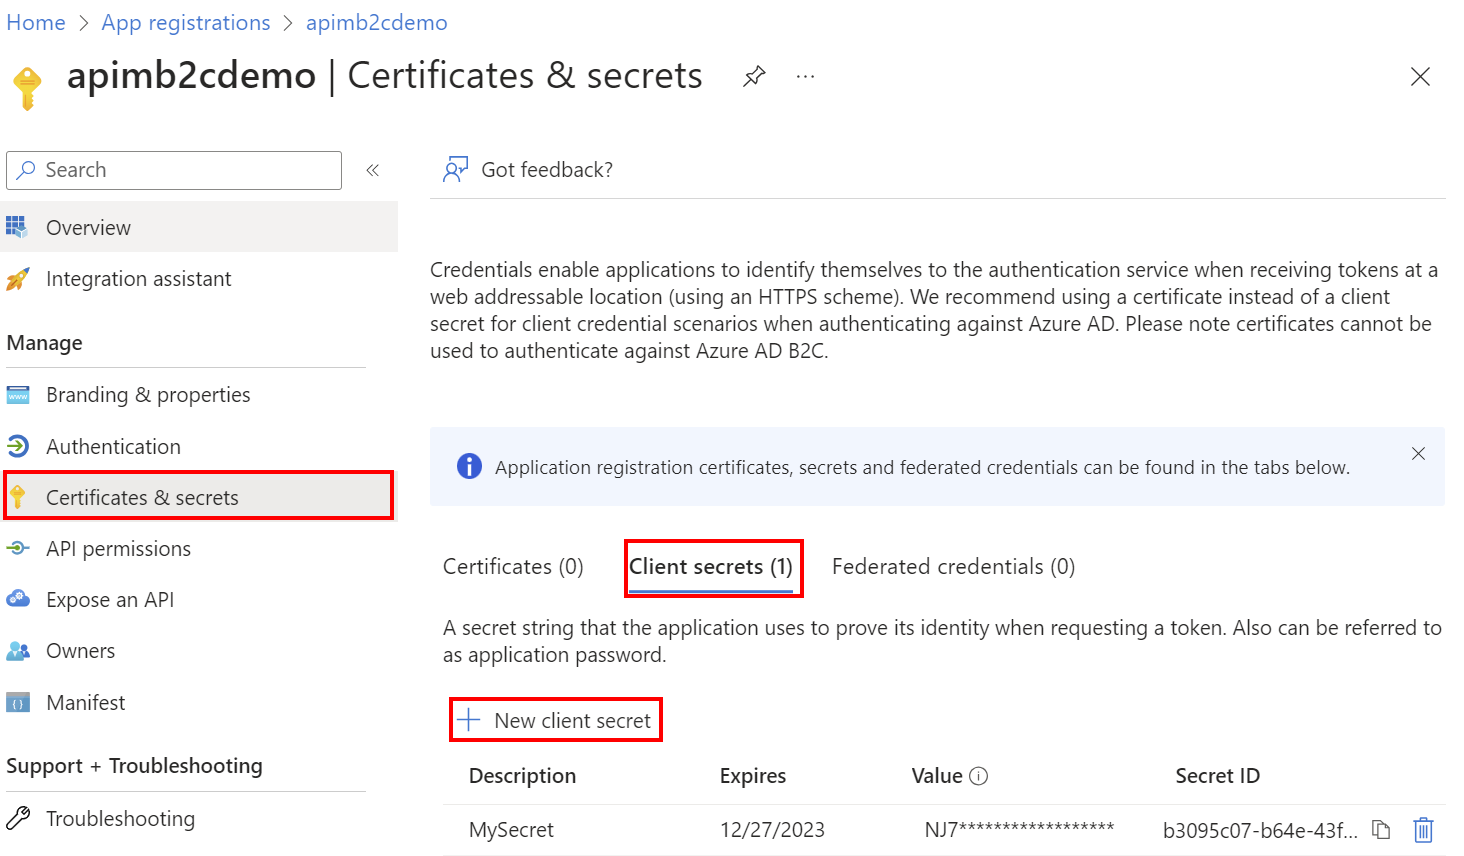 Home > App registrations > apimb2cdemo
apimb2cdemo | Certificates & secrets ...
Search «
Overview
Integration assistant
Manage
Branding & properties
Authentication
Certificates & secrets
API permissions
Expose an API
Owners
Manifest
Support + Troubleshooting
Troubleshooting
Got feedback?
Credentials enable applications to identify themselves to the authentication service when receiving tokens at a
web addressable location (using an HTTPS scheme). We recommend using a certificate instead of a client
secret for client credential scenarios when authenticating against Azure AD. Please note certificates cannot be
used to authenticate against Azure AD B2C.
Application registration certificates, secrets and federated credentials can be found in the tabs below.
Certificates (0) Client secrets (1) Federated credentials (0)
A secret string that the application uses to prove its identity when requesting a token. Also can be referred to
as application password.
New client secret
Description Expires Value Secret ID
MySecret 12/27/2023 NJ7****************** b3095c07-b64e-43f...